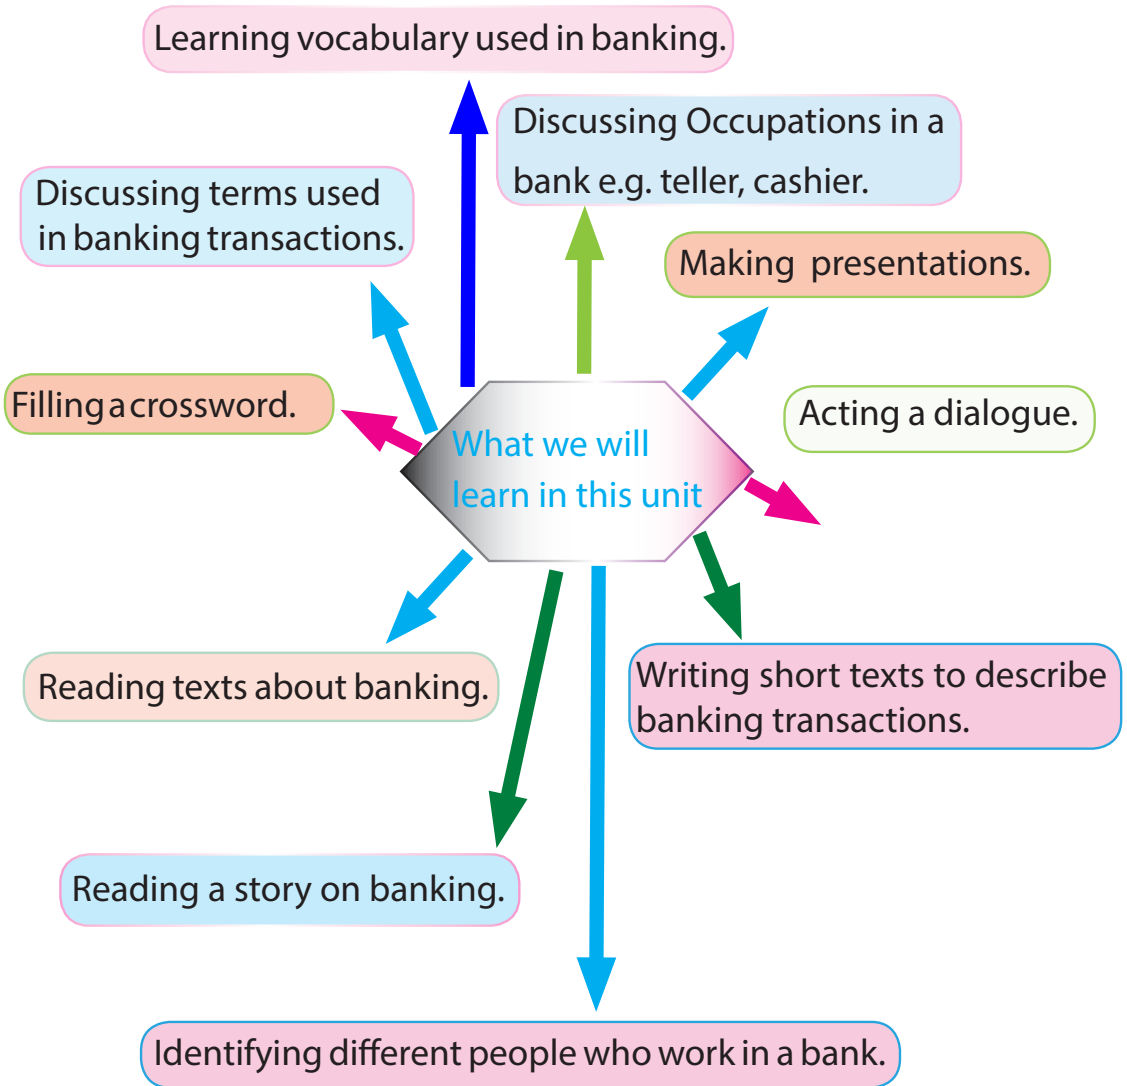 Learning vocabulary used in banking.
Discussing Occupations in a
bank e.g. teller, cashier.
Discussing terms used
in banking transactions.
Making presentations.
Filling a crossword.
Acting a dialogue.
What we will
learn in this unit
Reading texts about banking.
Writing short texts to describe
banking transactions.
Reading a story on banking.
Identifying different people who work in a bank.